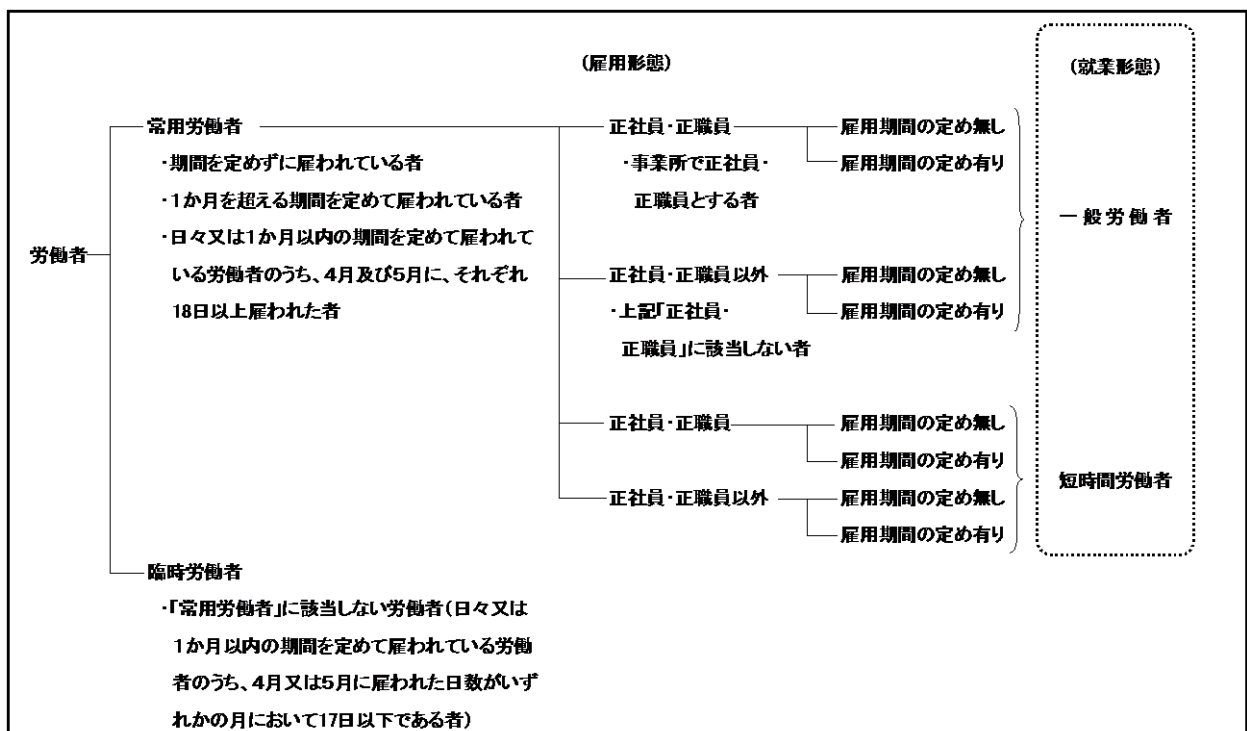 (雇用形態)
(就業形態)
労働者
常用労働者
・期間を定めずに雇われている者
・1か月を超える期間を定めて雇われている者
・日々又は1か月以内の期間を定めて雇われて
いる労働者のうち、4月及び5月に、それぞれ
18日以上雇われた者
正社員・正職員
・事業所で正社員・
正職員とする者
雇用期間の定め無し
雇用期間の定め有り
正社員・正職員以外
・上記「正社員・
正職員」に該当しない者
雇用期間の定め無し
雇用期間の定め有り
一般労働者
正社員・正職員
雇用期間の定め無し
雇用期間の定め有り
正社員・正職員以外
雇用期間の定め無し
雇用期間の定め有り
短時間労働者
臨時労働者
・「常用労働者」に該当しない労働者(日々又は
1か月以内の期間を定めて雇われている労働
者のうち、4月又は5月に雇われた日数がいず
れかの月において17日以下である者)